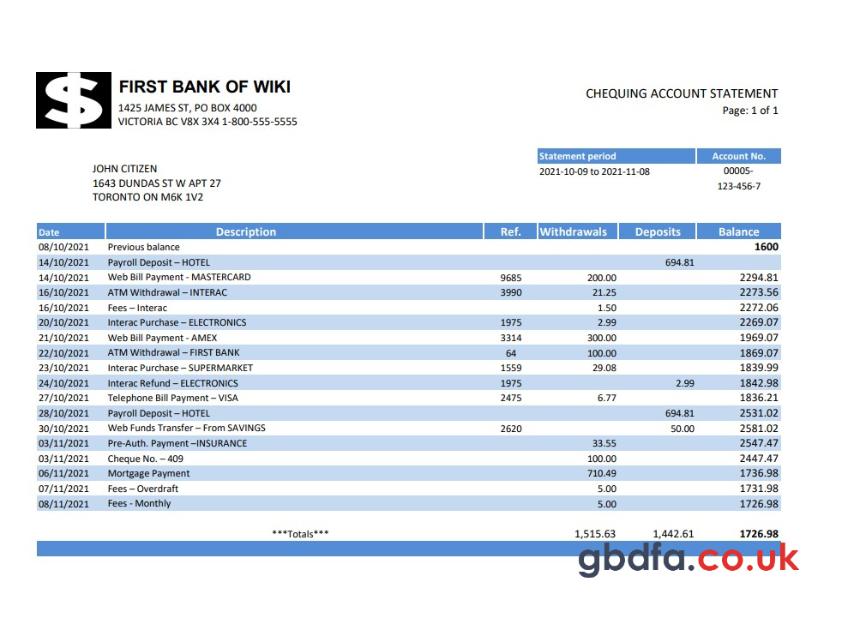 $
FIRST BANK OF WIKI
1425 JAMES ST, PO BOX 4000
VICTORIA BC V8X 3X4 1-800-555-5555
CHEQUING ACCOUNT STATEMENT
Page: 1 of 1
JOHN CITIZEN
1643 DUNDAS ST W APT 27
TORONTO ON M6K 1V2
Statement period Account No.
2021-10-09 to 2021-11-08 00005-
123-456-7
Date Description Ref. Withdrawals Deposits Balance
08/10/2021 Previous balance 1600
14/10/2021 Payroll Deposit – HOTEL 694.81
14/10/2021 Web Bill Payment - MASTERCARD 9685 200.00 2294.81
16/10/2021 ATM Withdrawal – INTERAC 3990 21.25 2273.56
16/10/2021 Fees – Interac 1.50 2272.06
20/10/2021 Interac Purchase – ELECTRONICS 1975 2.99 2269.07
21/10/2021 Web Bill Payment - AMEX 3314 300.00 1969.07
22/10/2021 ATM Withdrawal – FIRST BANK 64 100.00 1869.07
23/10/2021 Interac Purchase – SUPERMARKET 1559 29.08 1839.99
24/10/2021 Interac Refund – ELECTRONICS 1975 2.99 1842.98
27/10/2021 Telephone Bill Payment – VISA 2475 6.77 1836.21
28/10/2021 Payroll Deposit – HOTEL 694.81 2531.02
30/10/2021 Web Funds Transfer – From SAVINGS 2620 50.00 2581.02
03/11/2021 Pre-Auth. Payment –INSURANCE 33.55 2547.47
03/11/2021 Cheque No. – 409 100.00 2447.47
06/11/2021 Mortgage Payment 710.49 1736.98
07/11/2021 Fees – Overdraft 5.00 1731.98
08/11/2021 Fees - Monthly 5.00 1726.98
***Totals*** 1,515.63 1,442.61 1726.98
gbdfa.co.uk